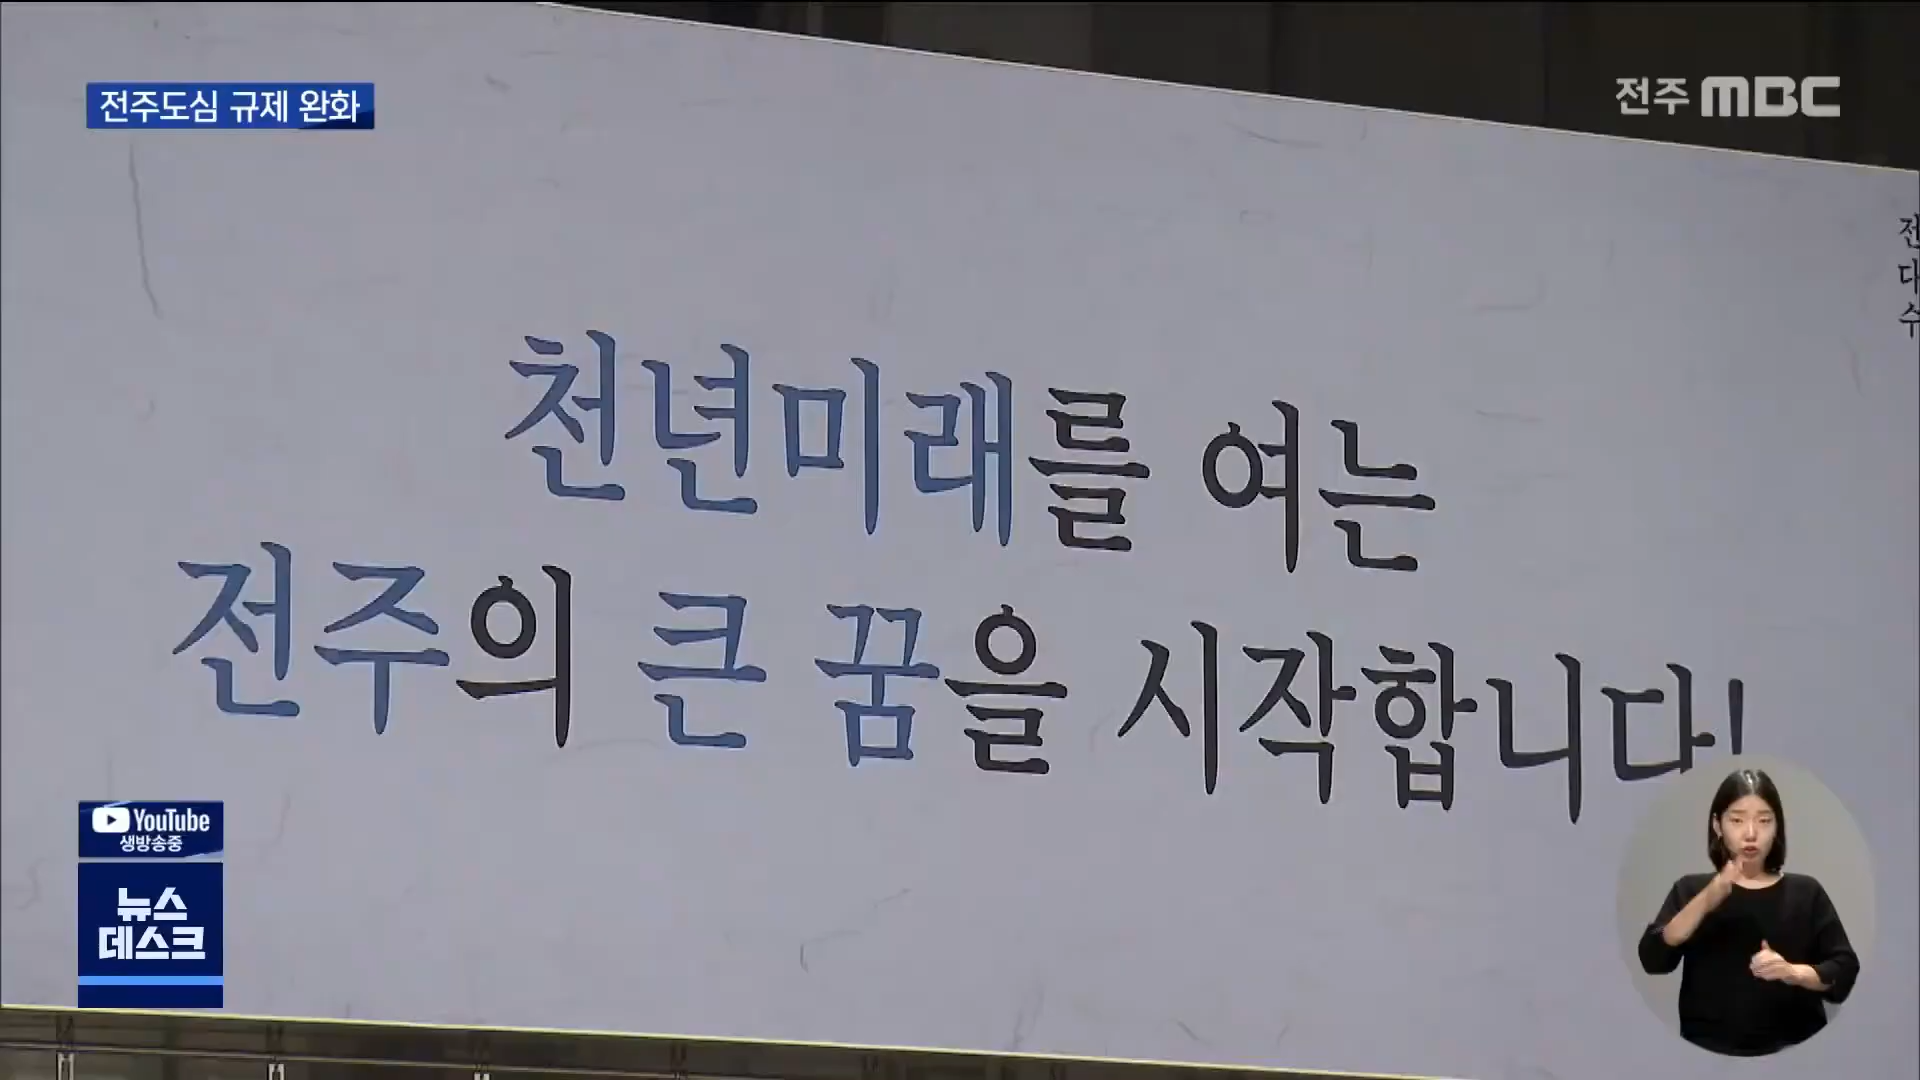 전주도심 규제 완화
전주 MBC
천년미래를 여는
전주의 큰 꿈을 시작합니다!
YouTube
생방송중
뉴스
데스크